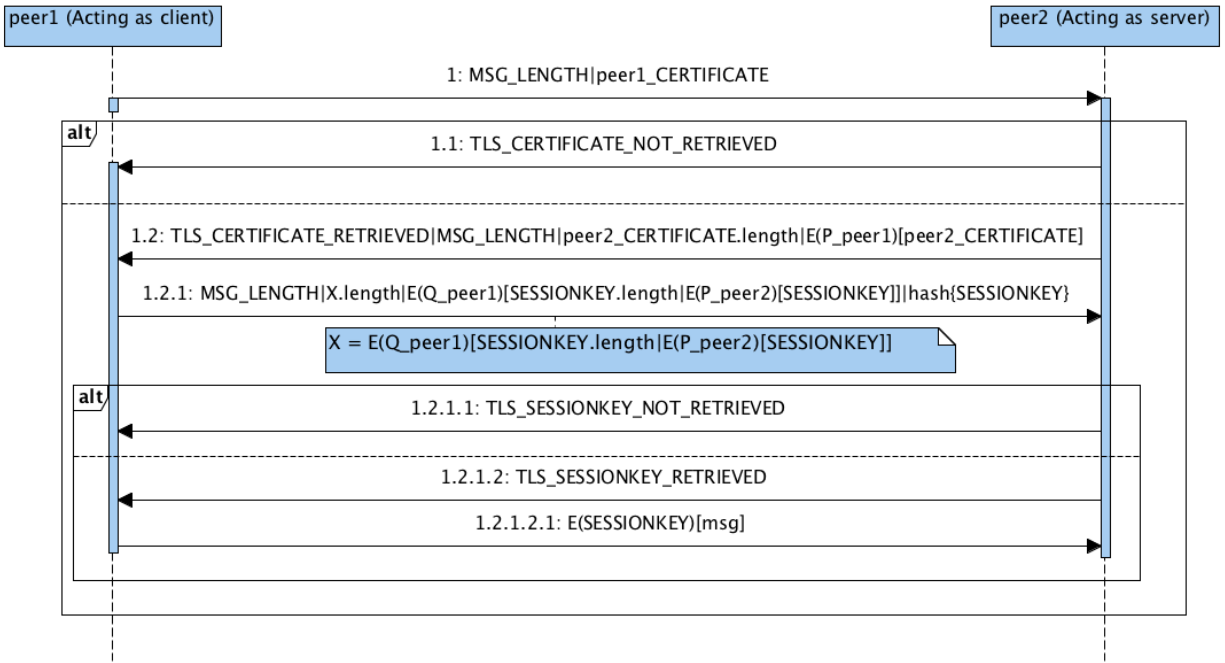 peer1 (Acting as client)
peer2 (Acting as server)
1: MSG_LENGTH|peer1_CERTIFICATE
alt
1.1: TLS_CERTIFICATE_NOT_RETRIEVED
1.2: TLS_CERTIFICATE_RETRIEVED|MSG_LENGTH|peer2_CERTIFICATE.length|E(P_peer1)[peer2_CERTIFICATE]
1.2.1: MSG_LENGTH|X.length|E(Q_peer1)[SESSIONKEY.length|E(P_peer2)[SESSIONKEY]]|hash{SESSIONKEY}
X = E(Q_peer1)[SESSIONKEY.length|E(P_peer2)[SESSIONKEY]]
alt
1.2.1.1: TLS_SESSIONKEY_NOT_RETRIEVED
1.2.1.2: TLS_SESSIONKEY_RETRIEVED
1.2.1.2.1: E(SESSIONKEY)[msg]